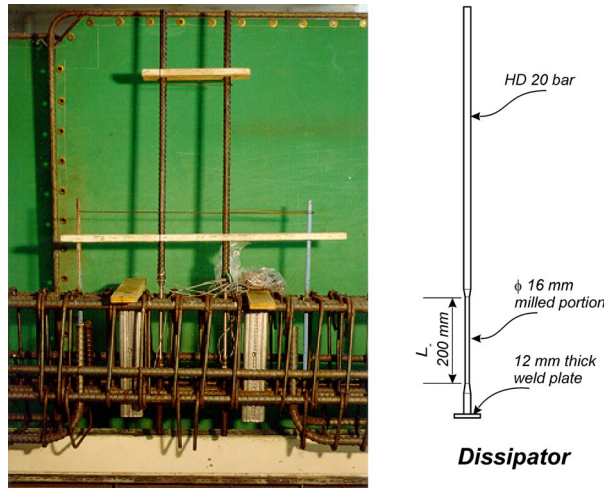 HD 20 bar
ϕ 16 mm
milled portion
L-
200 mm
12 mm thick
weld plate
Dissipator